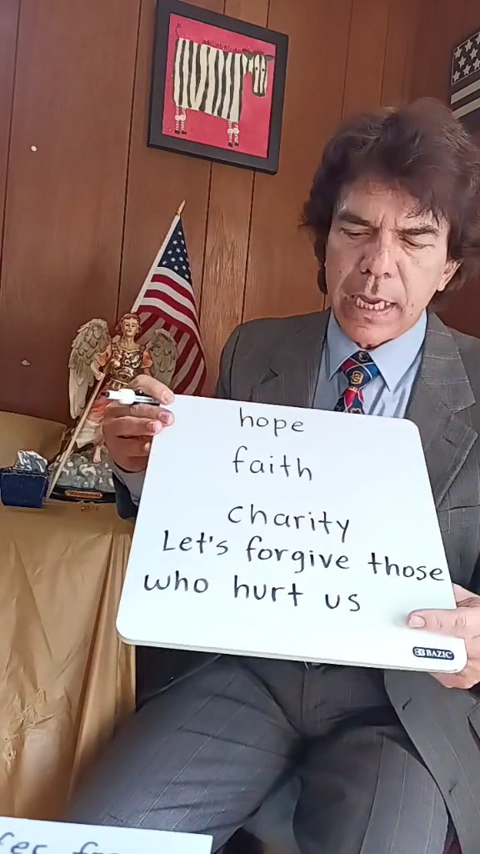 hope
faith
charity
Let's forgive those
who hurt us
BAZIC